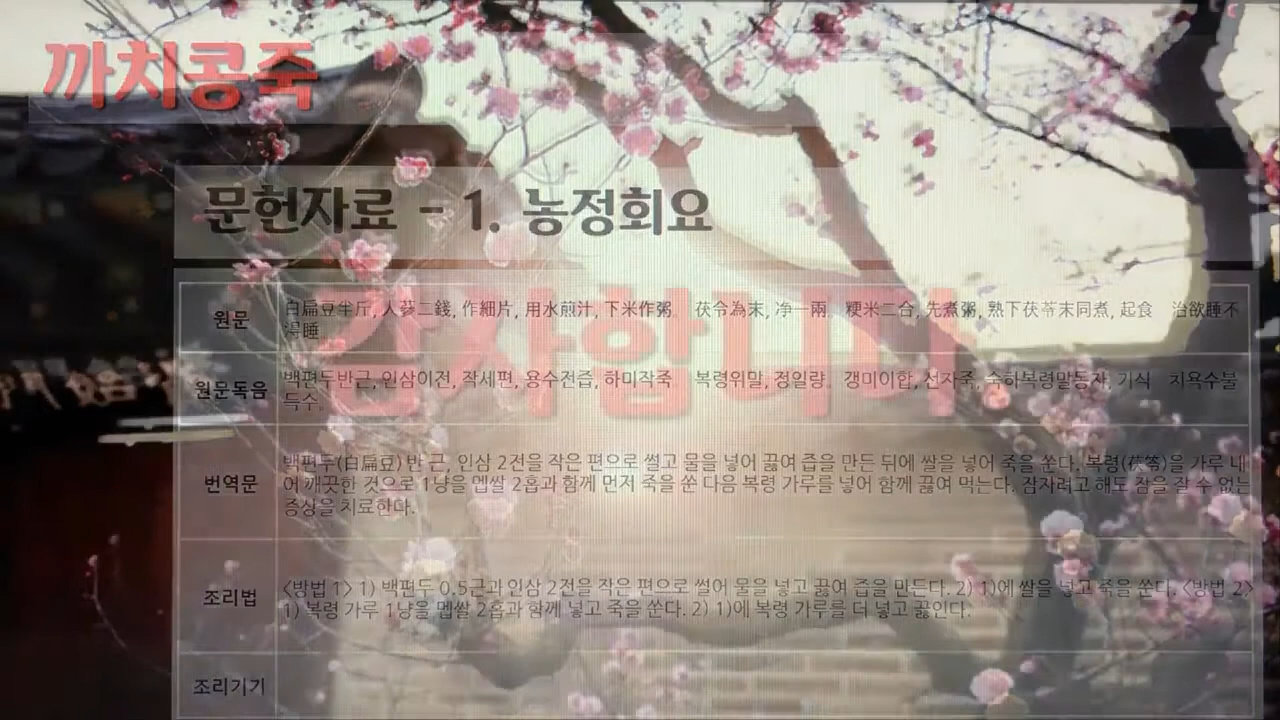 까치콩죽
문헌자료 - 1. 농정회요
감사합니다
원문
白扁豆半斤, 人蔘二錢, 作細片, 用水煎汁, 下米作粥. 茯令為末, 净一兩. 粳米二合, 先煮粥, 熟下茯苓末同煮, 起食. 治欲睡不
得睡.
원문독음
백편두반근, 인삼이전, 작세편, 용수전즙, 하미작죽. 복령위말, 정일량. 갱미이합, 선자죽, 숙하복령말동자, 기식. 치욕수불
득수.
번역문
백편두(白扁豆) 반 근, 인삼 2전을 작은 편으로 썰고 물을 넣어 끓여 즙을 만든 뒤에 쌀을 넣어 죽을 쑨다. 복령(茯笭)을 가루 내
어 깨끗한 것으로 1냥을 멥쌀 2홉과 함께 먼저 죽을 쑨 다음 복령 가루를 넣어 함께 끓여 먹는다. 잠자려고 해도 잠을 잘 수 없는
증상을 치료한다.
조리법
<방법 1> 1) 백편두 0.5근과 인삼 2전을 작은 편으로 썰어 물을 넣고 끓여 즙을 만든다. 2) 1)에 쌀을 넣고 죽을 쑨다. <방법 2>
1) 복령 가루 1냥을 멥쌀 2홉과 함께 넣고 죽을 쑨다. 2) 1)에 복령 가루를 더 넣고 끓인다.
조리기기